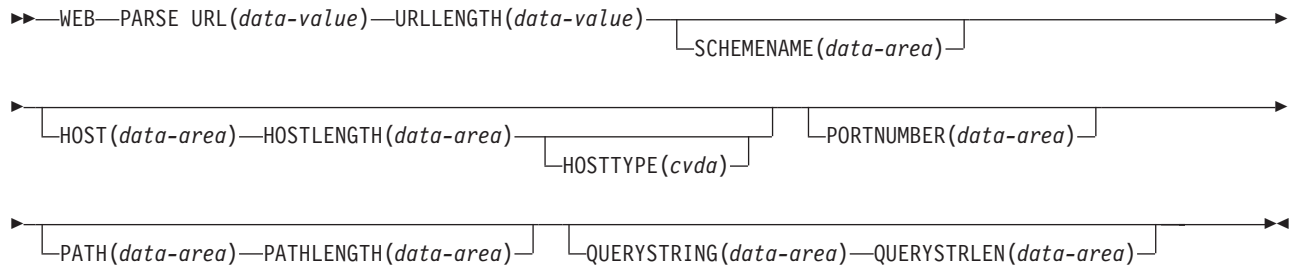 WEB PARSE URL(data-value) URLLENGTH(data-value)
SCHEMENAME(data-area)
HOST(data-area) HOSTLENGTH(data-area) PORTNUMBER(data-area)
HOSTTYPE(cvda)
PATH(data-area) PATHLENGTH(data-area) QUERYSTRING(data-area) QUERYSTRLEN(data-area)